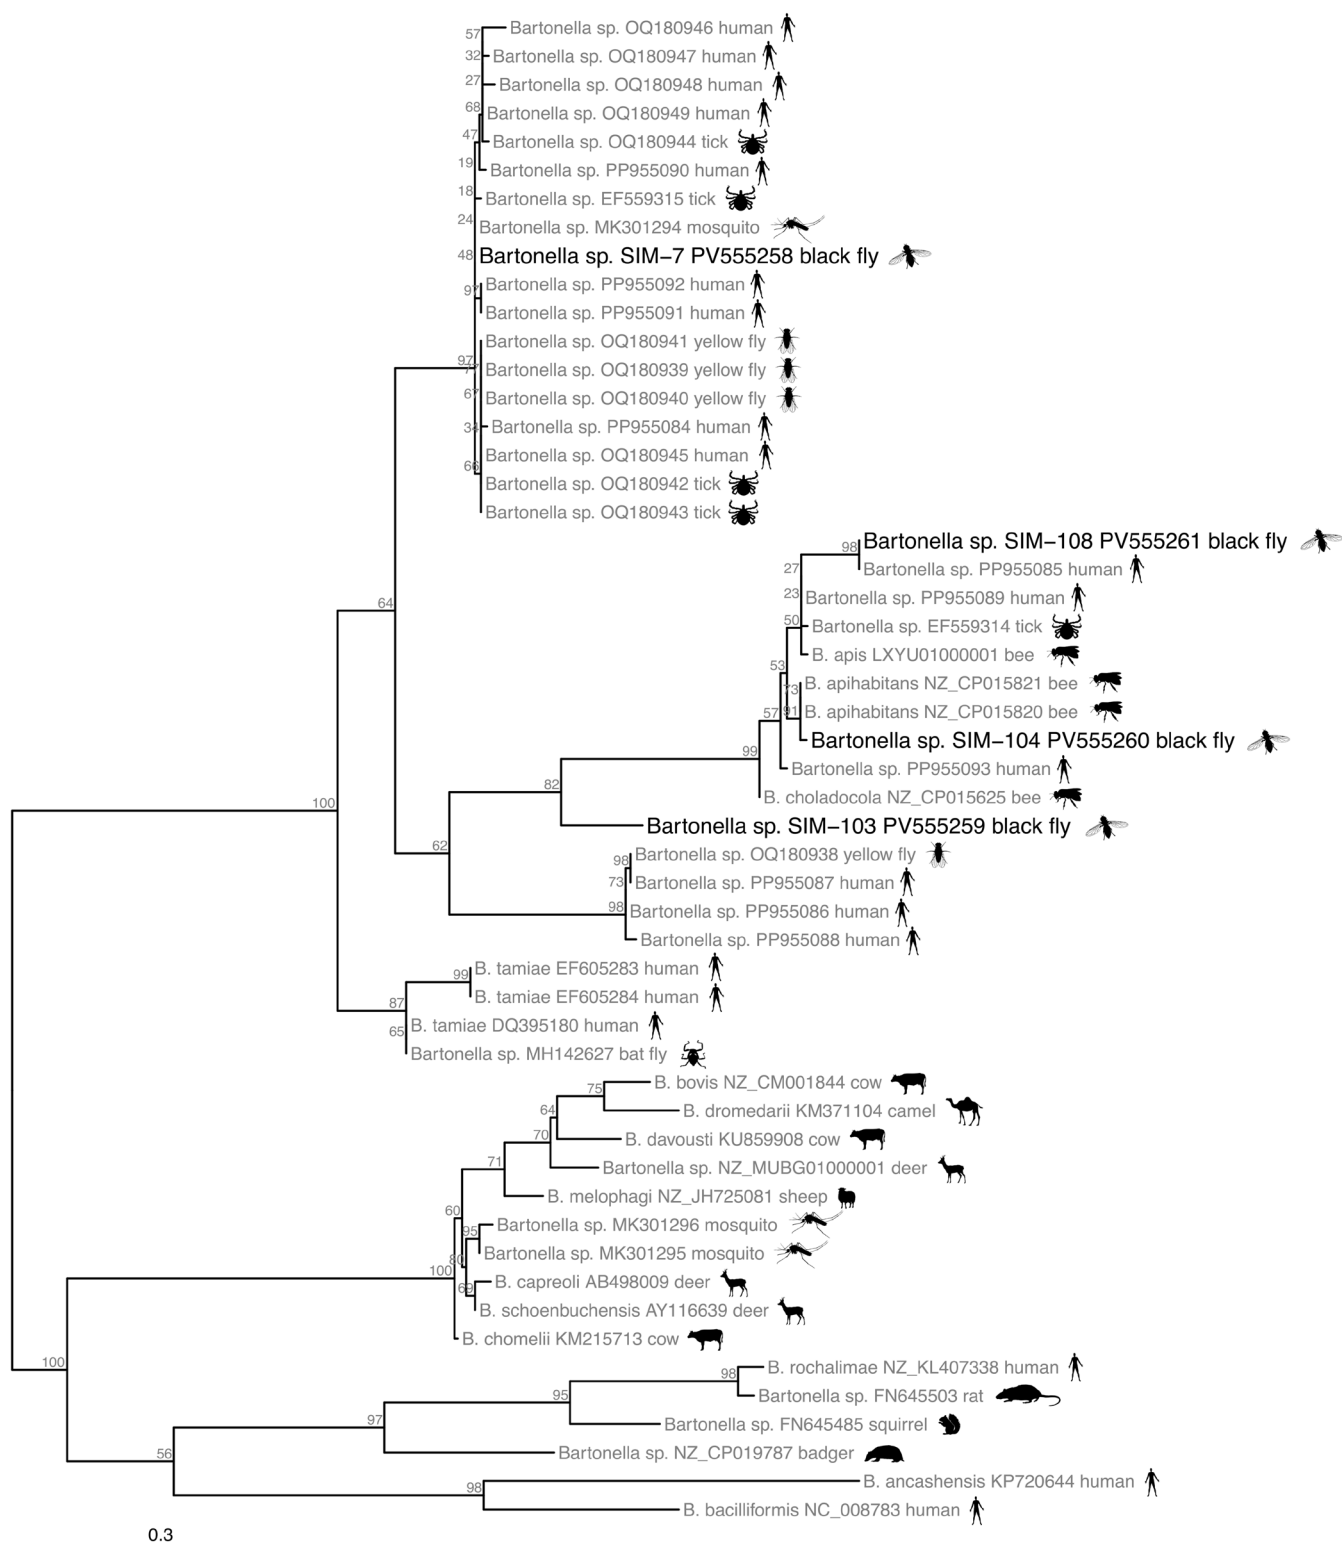 57
Bartonella sp. OQ180946 human
32
Bartonella sp. OQ180947 human
27
Bartonella sp. OQ180948 human
68
Bartonella sp. OQ180949 human
47
Bartonella sp. OQ180944 tick
19
Bartonella sp. PP955090 human
18
Bartonella sp. EF559315 tick
24
Bartonella sp. MK301294 mosquito
48
Bartonella sp. SIM−7 PV555258 black fly
97
Bartonella sp. PP955092 human
Bartonella sp. PP955091 human
Bartonella sp. OQ180941 yellow fly
97
Bartonella sp. OQ180939 yellow fly
67
Bartonella sp. OQ180940 yellow fly
34
Bartonella sp. PP955084 human
Bartonella sp. OQ180945 human
66
Bartonella sp. OQ180942 tick
Bartonella sp. OQ180943 tick
98
Bartonella sp. SIM−108 PV555261 black fly
27
Bartonella sp. PP955085 human
23
Bartonella sp. PP955089 human
64
50
Bartonella sp. EF559314 tick
B. apis LXYU01000001 bee
53
73
B. apihabitans NZ_CP015821 bee
57
91
B. apihabitans NZ_CP015820 bee
Bartonella sp. SIM−104 PV555260 black fly
99
Bartonella sp. PP955093 human
82
B. choladocola NZ_CP015625 bee
100
Bartonella sp. SIM−103 PV555259 black fly
62
98
Bartonella sp. OQ180938 yellow fly
73
Bartonella sp. PP955087 human
98
Bartonella sp. PP955086 human
Bartonella sp. PP955088 human
99
B. tamiae EF605283 human
B. tamiae EF605284 human
87
65
B. tamiae DQ395180 human
Bartonella sp. MH142627 bat fly
75
B. bovis NZ_CM001844 cow
64
B. dromedarii KM371104 camel
70
B. davousti KU859908 cow
71
Bartonella sp. NZ_MUBG01000001 deer
B. melophagi NZ_JH725081 sheep
60
95
Bartonella sp. MK301296 mosquito
Bartonella sp. MK301295 mosquito
100
69
B. capreoli AB498009 deer
B. schoenbuchensis AY116639 deer
B. chomelii KM215713 cow
100
98
B. rochalimae NZ_KL407338 human
95
Bartonella sp. FN645503 rat
97
Bartonella sp. FN645485 squirrel
56
Bartonella sp. NZ_CP019787 badger
98
B. ancashensis KP720644 human
B. bacilliformis NC_008783 human
0.3